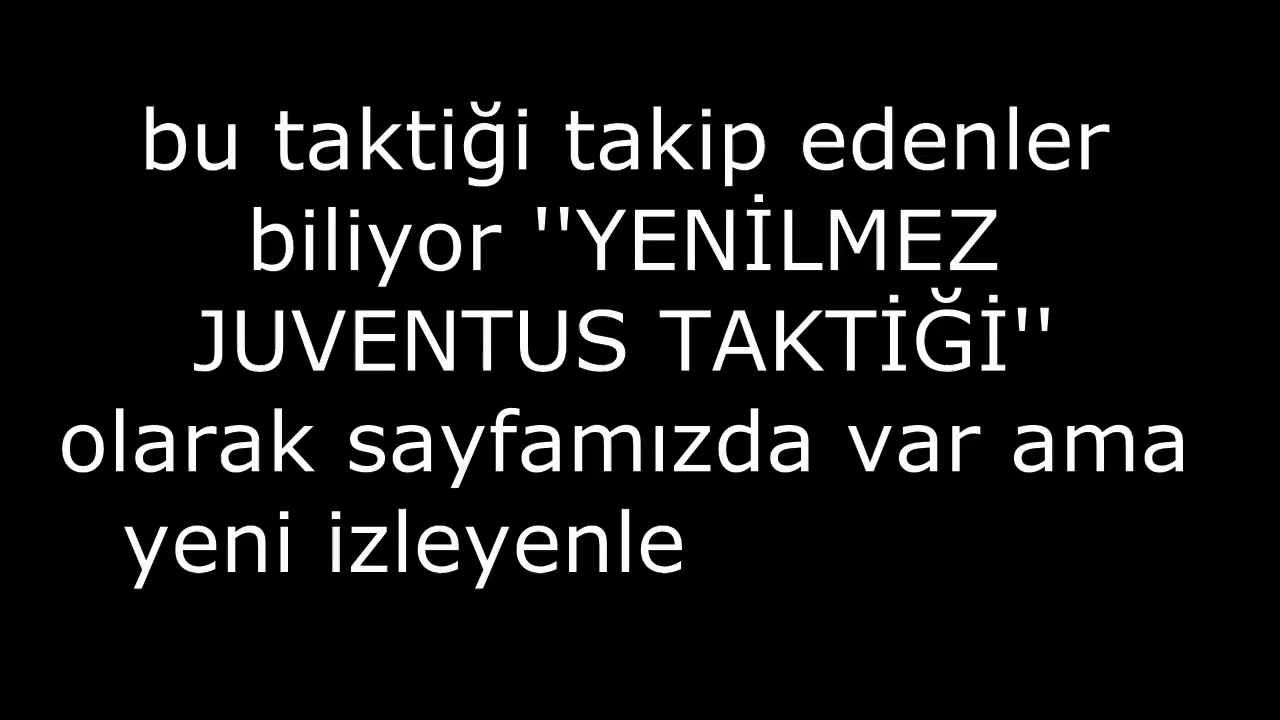 bu taktiği takip edenler
biliyor ''YENİLMEZ
JUVENTUS TAKTİĞİ''
olarak sayfamızda var ama
yeni izleyenle